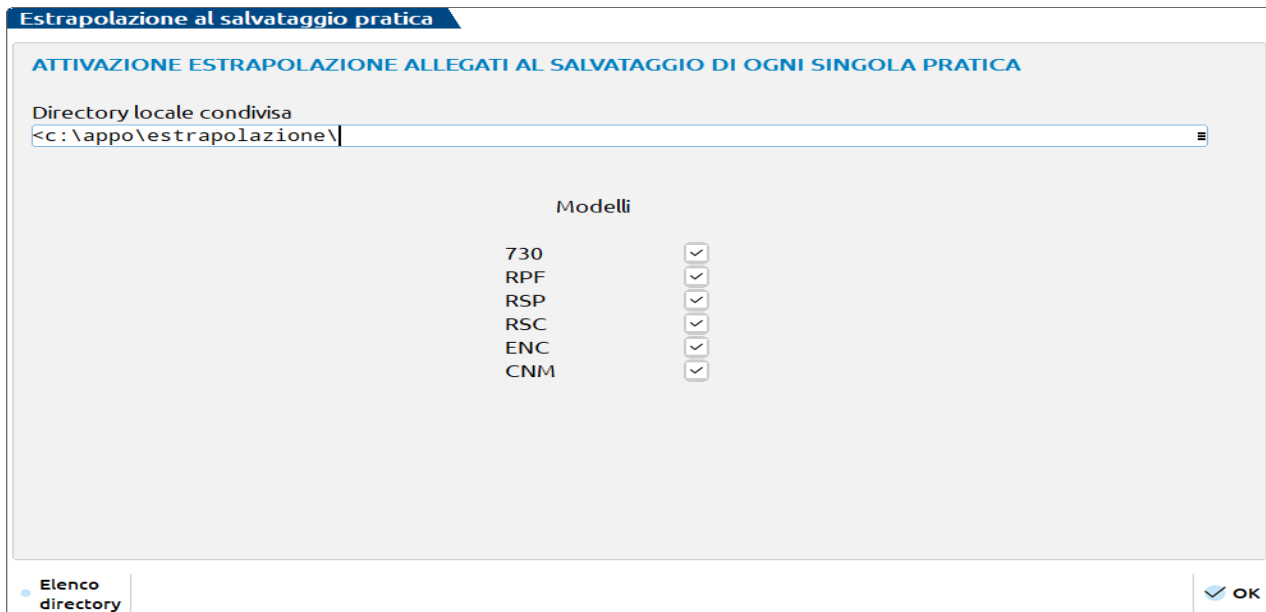 Estrapolazione al salvataggio pratica
ATTIVAZIONE ESTRAPOLAZIONE ALLEGATI AL SALVATAGGIO DI OGNI SINGOLA PRATICA
Directory locale condivisa
<c:\appo\estrapolazione\
Modelli
730
RPF
RSP
RSC
ENC
CNM
Elenco
directory
OK